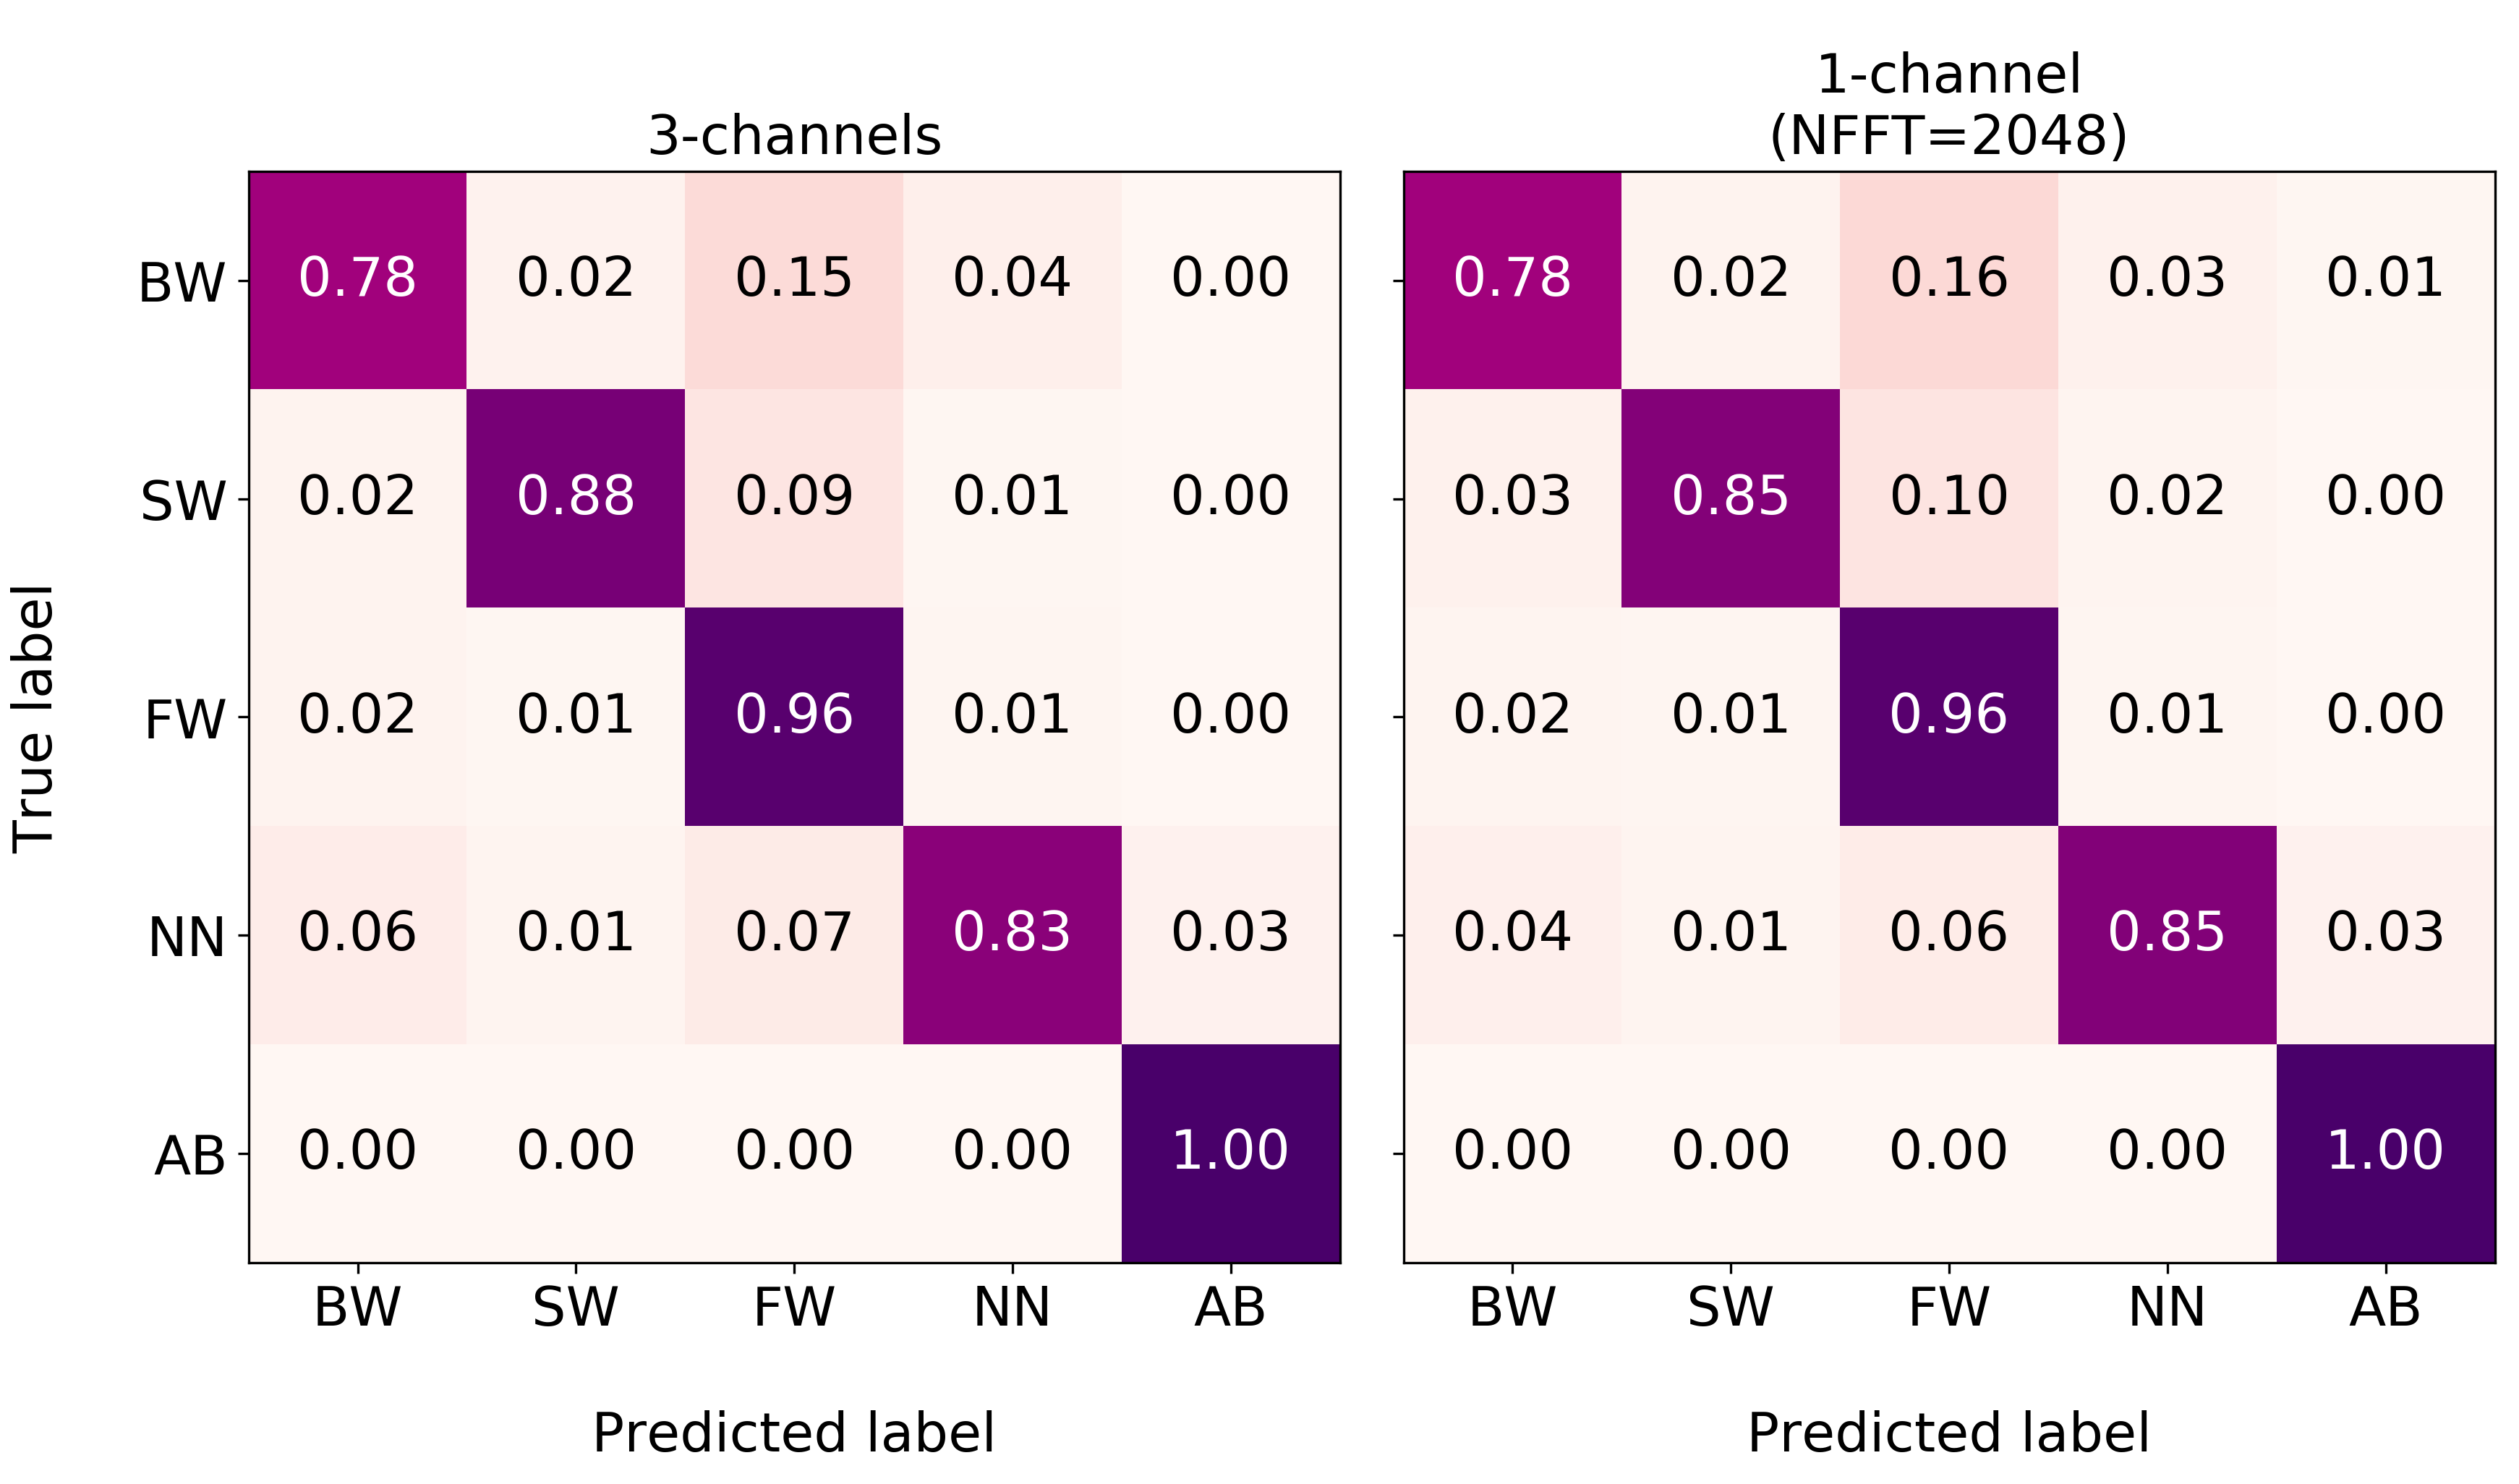 3-channels
1-channel
(NFFT=2048)
True label
BW 0.78 0.02 0.15 0.04 0.00 0.78 0.02 0.16 0.03 0.01
SW 0.02 0.88 0.09 0.01 0.00 0.03 0.85 0.10 0.02 0.00
FW 0.02 0.01 0.96 0.01 0.00 0.02 0.01 0.96 0.01 0.00
NN 0.06 0.01 0.07 0.83 0.03 0.04 0.01 0.06 0.85 0.03
AB 0.00 0.00 0.00 0.00 1.00 0.00 0.00 0.00 0.00 1.00
BW SW FW NN AB BW SW FW NN AB
Predicted label Predicted label